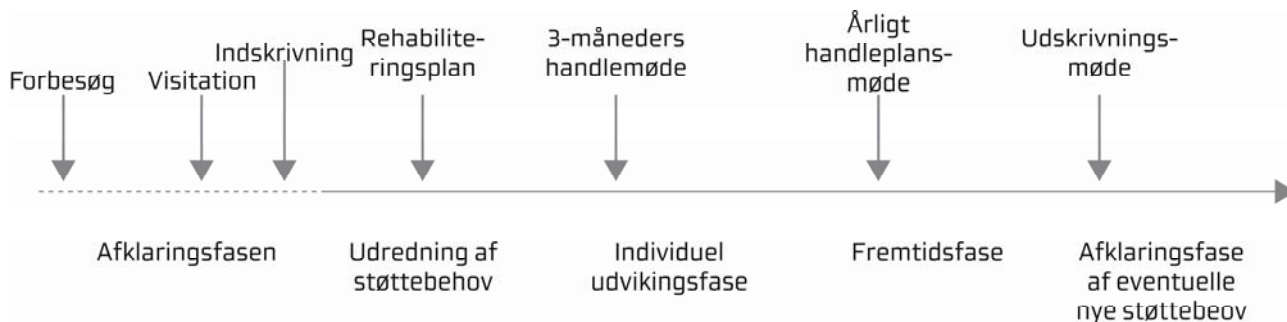 Forbesøg
Visitation
Indskrivning
Rehabilite-
ringsplan
3-måneders
handlemøde
Årligt
handleplans-
møde
Udskrivnings-
møde
Afklaringsfasen
Udredning af
støttebehov
Individuel
udvikingsfase
Fremtidsfase
Afklaringsfase
af eventuelle
nye støttebeov